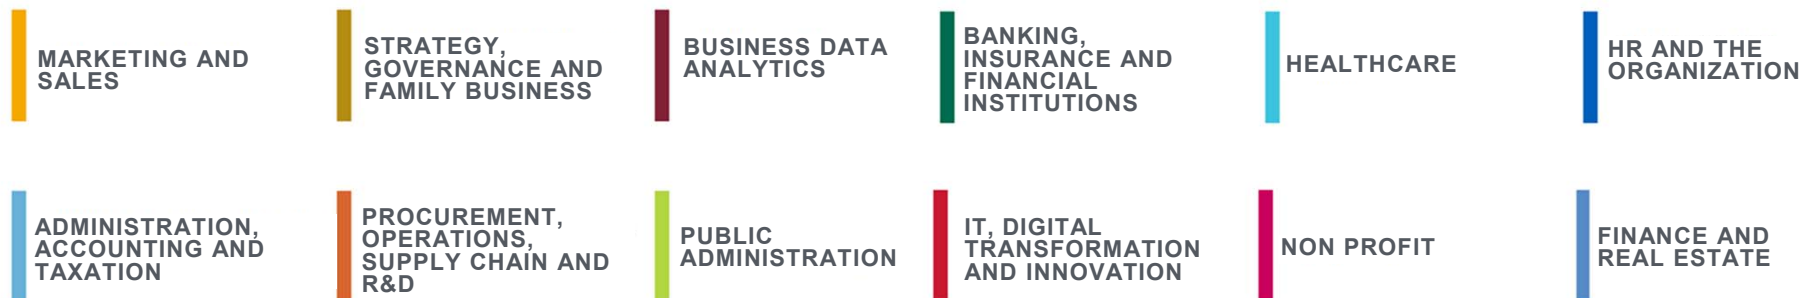 MARKETING AND
SALES
STRATEGY,
GOVERNANCE AND
FAMILY BUSINESS
BUSINESS DATA
ANALYTICS
BANKING,
INSURANCE AND
FINANCIAL
INSTITUTIONS
HEALTHCARE
HR AND THE
ORGANIZATION
ADMINISTRATION,
ACCOUNTING AND
TAXATION
PROCUREMENT,
OPERATIONS,
SUPPLY CHAIN AND
R&D
PUBLIC
ADMINISTRATION
IT, DIGITAL
TRANSFORMATION
AND INNOVATION
NON PROFIT
FINANCE AND
REAL ESTATE